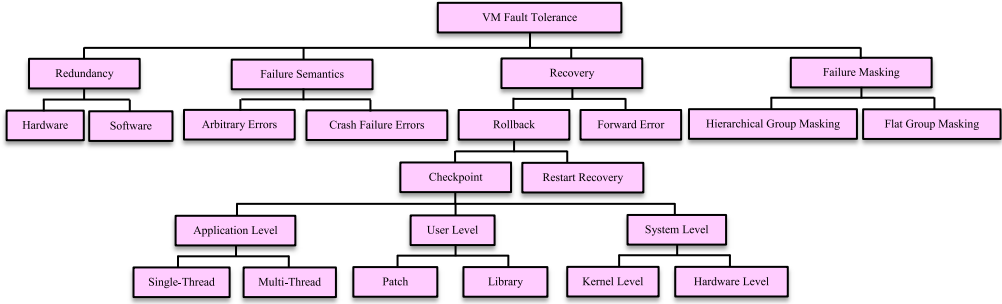 VM Fault Tolerance
Redundancy
Failure Semantics
Recovery
Failure Masking
Hardware
Software
Arbitrary Errors
Crash Failure Errors
Rollback
Forward Error
Hierarchical Group Masking
Flat Group Masking
Checkpoint
Restart Recovery
Application Level
User Level
System Level
Single-Thread
Multi-Thread
Patch
Library
Kernel Level
Hardware Level